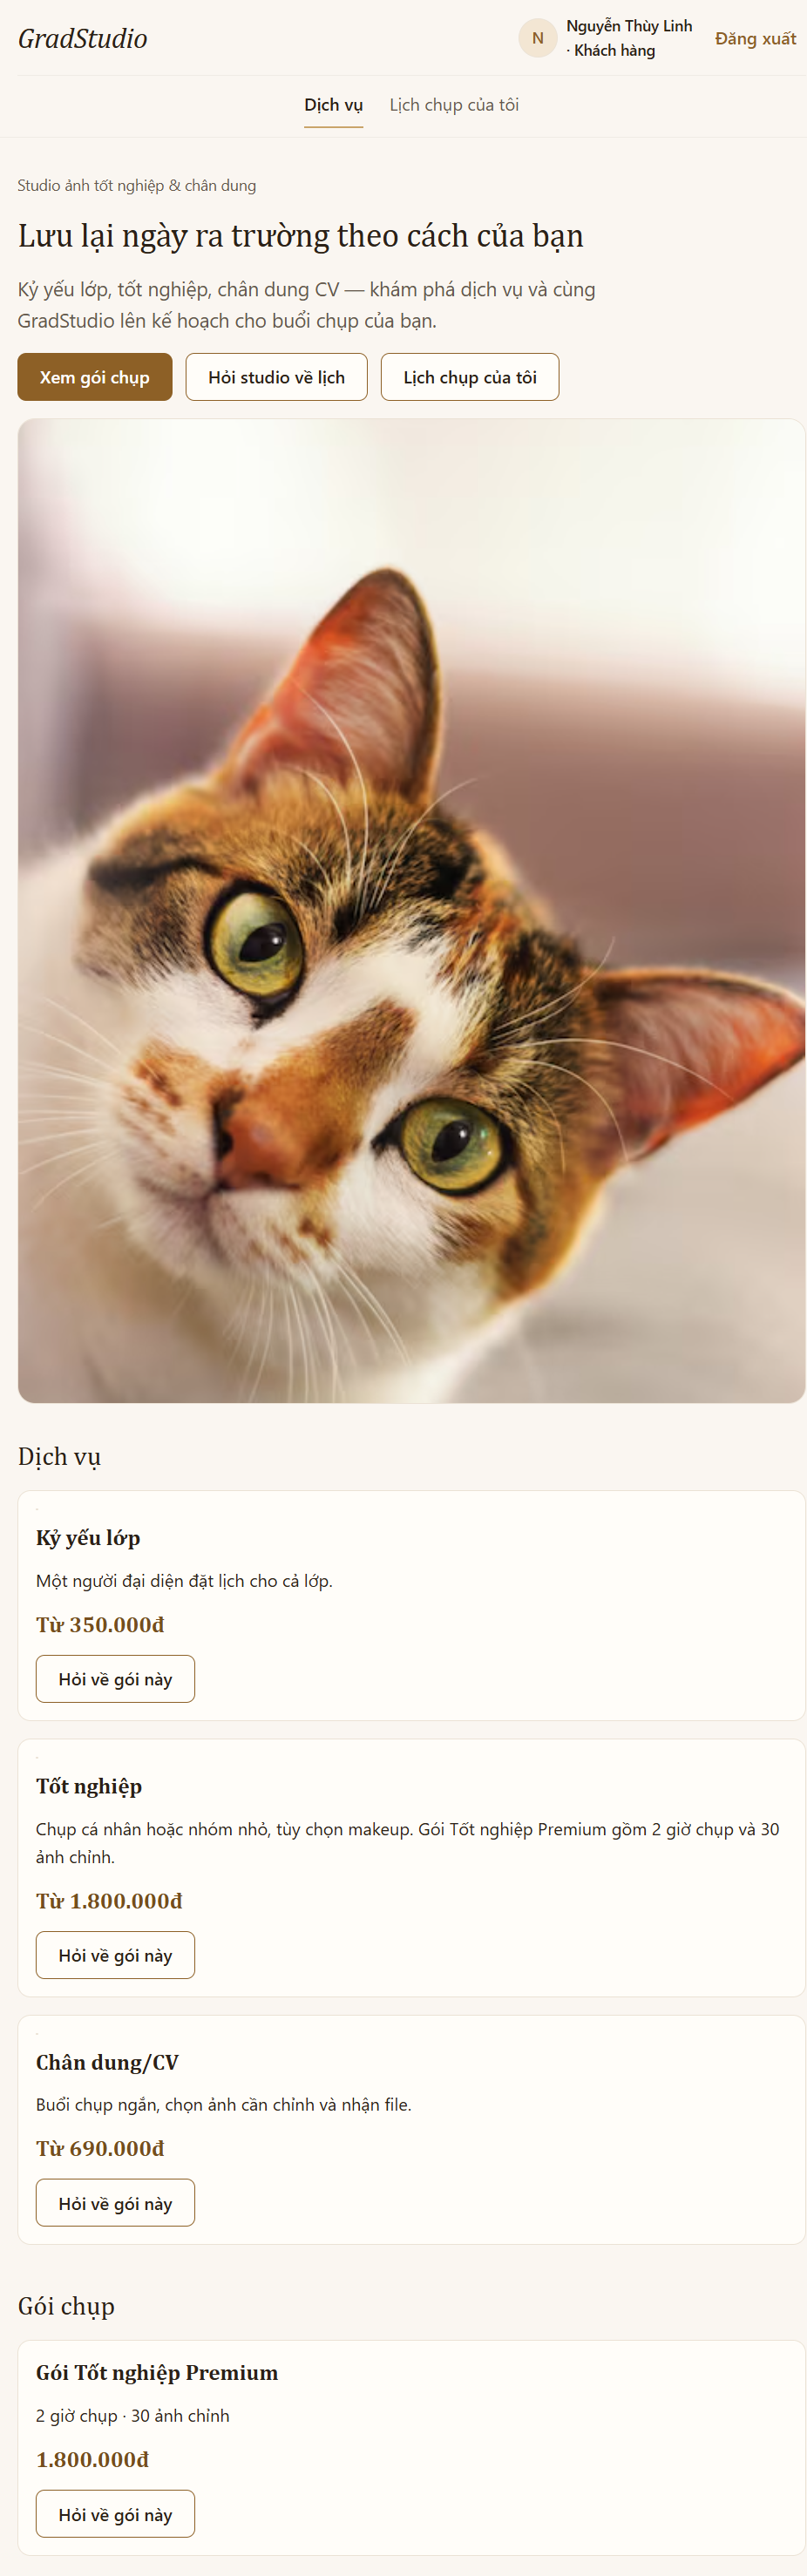 GradStudio
N
Nguyễn Thùy Linh
· Khách hàng
Đăng xuất
Dịch vụ
Lịch chụp của tôi
Studio ảnh tốt nghiệp & chân dung
Lưu lại ngày ra trường theo cách của bạn
Kỷ yếu lớp, tốt nghiệp, chân dung CV — khám phá dịch vụ và cùng
GradStudio lên kế hoạch cho buổi chụp của bạn.
Xem gói chụp
Hỏi studio về lịch
Lịch chụp của tôi
Dịch vụ
Kỷ yếu lớp
Một người đại diện đặt lịch cho cả lớp.
Từ 350.000đ
Hỏi về gói này
Tốt nghiệp
Chụp cá nhân hoặc nhóm nhỏ, tùy chọn makeup. Gói Tốt nghiệp Premium gồm 2 giờ chụp và 30
ảnh chỉnh.
Từ 1.800.000đ
Hỏi về gói này
Chân dung/CV
Buổi chụp ngắn, chọn ảnh cần chỉnh và nhận file.
Từ 690.000đ
Hỏi về gói này
Gói chụp
Gói Tốt nghiệp Premium
2 giờ chụp · 30 ảnh chỉnh
1.800.000đ
Hỏi về gói này